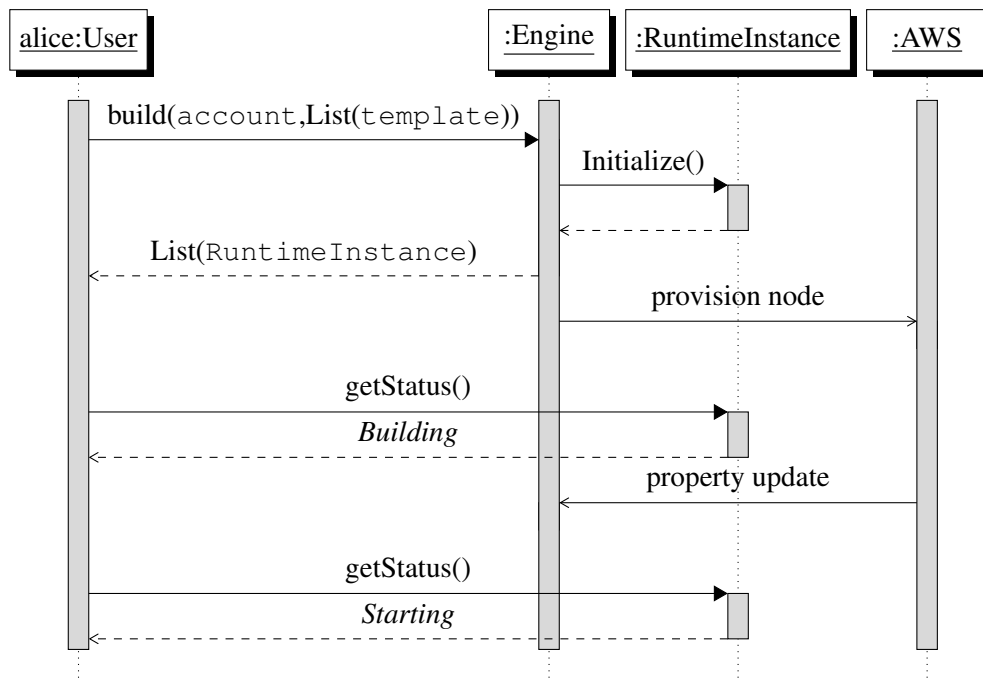 alice:User
:Engine
:RuntimeInstance
:AWS
build(account,List(template))
Initialize()
List(RuntimeInstance)
provision node
getStatus()
Building
property update
getStatus()
Starting